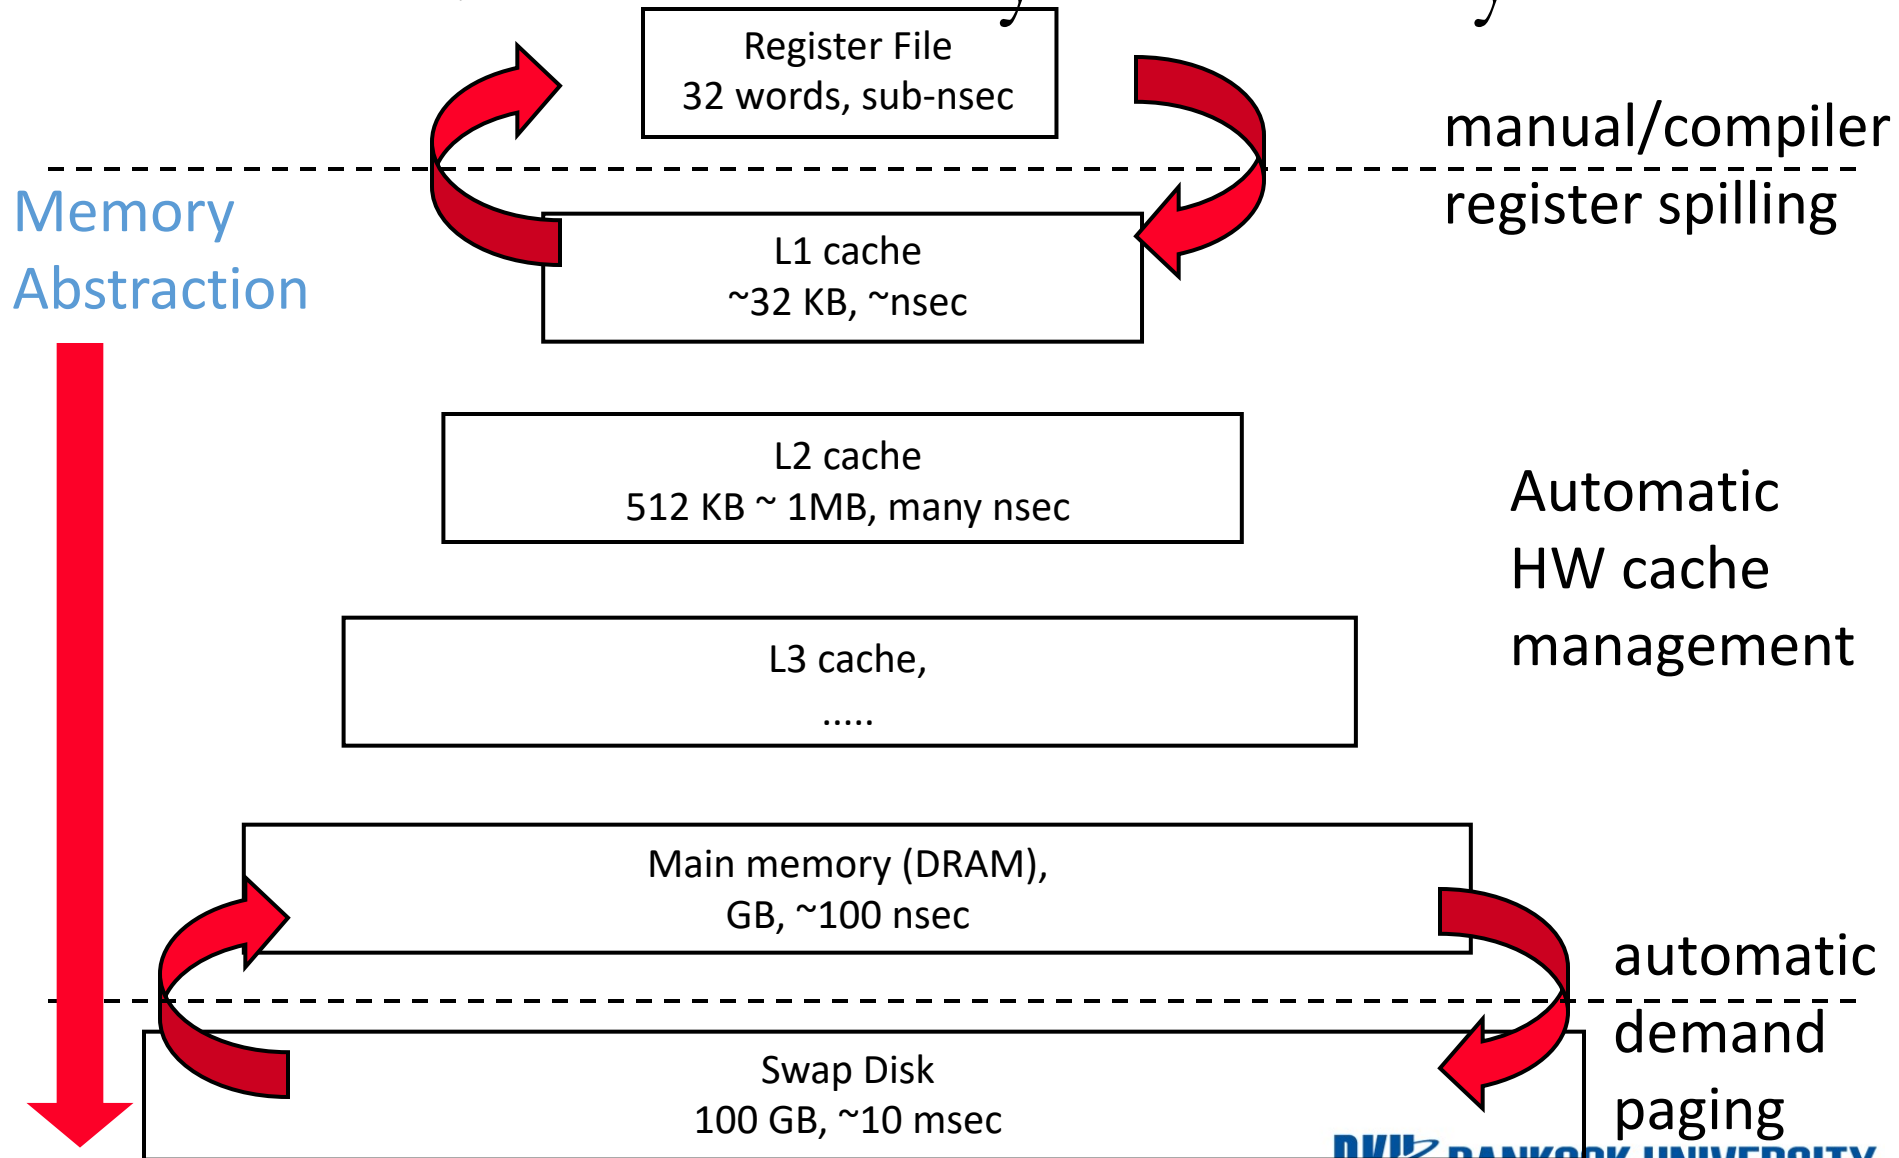 Register File
32 words, sub-nsec
manual/compiler
register spilling
Memory
Abstraction
L1 cache
~32 KB, ~nsec
L2 cache
512 KB ~ 1MB, many nsec
Automatic
HW cache
management
L3 cache,
.....
Main memory (DRAM),
GB, ~100 nsec
automatic
demand
paging
Swap Disk
100 GB, ~10 msec
DANKOOK UNIVERSITY